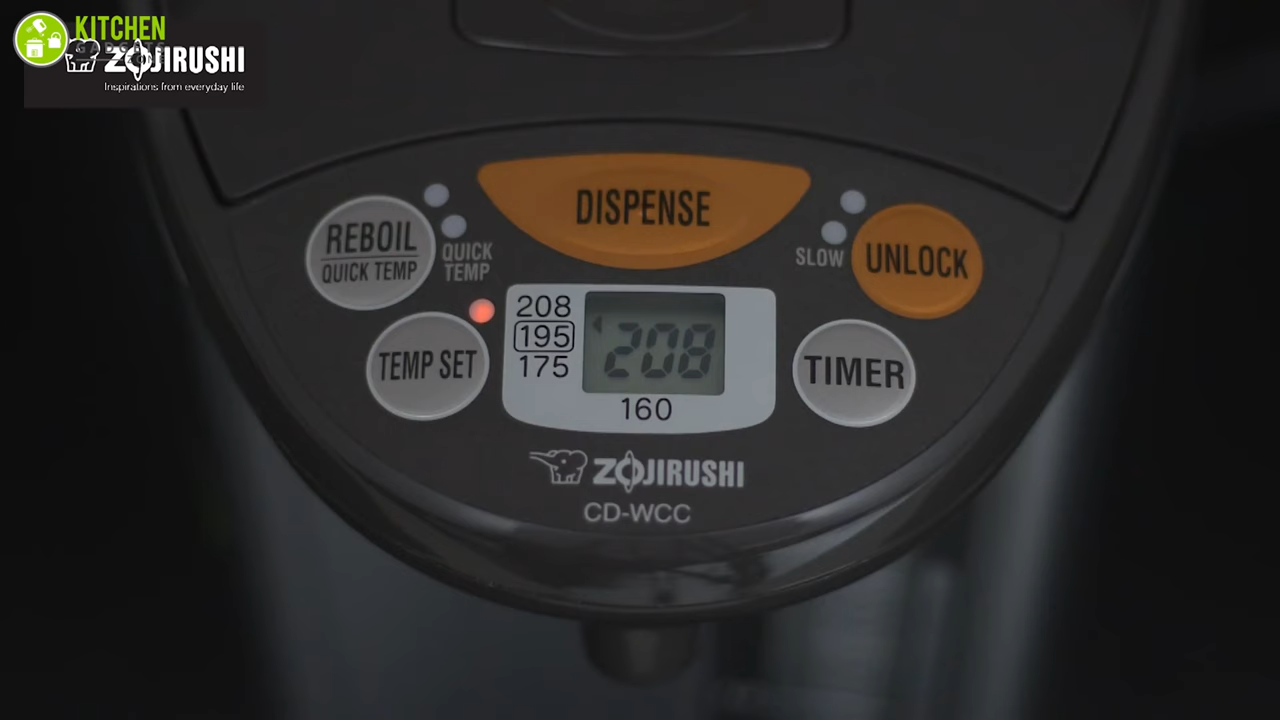 KITCHEN
GADGETS
ZOJIRUSHI
Inspirations from everyday life
DISPENSE
REBOIL
QUICK TEMP
QUICK
TEMP
SLOW
UNLOCK
208
195
175
208
160
TEMP SET
TIMER
ZOJIRUSHI
CD-WCC